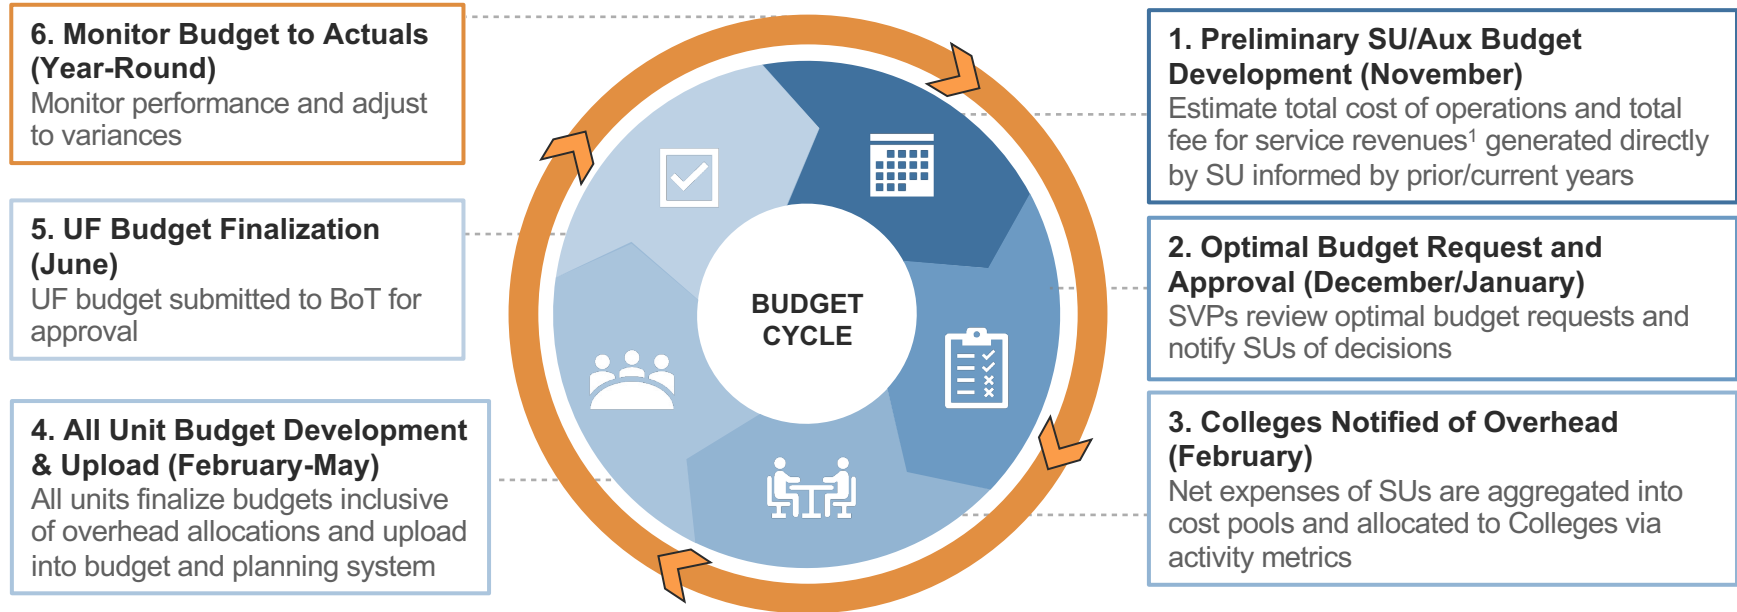 1. Preliminary SU/Aux Budget
Development (November)
Estimate total cost of operations and total
fee for service revenues¹ generated directly
by SU informed by prior/current years
2. Optimal Budget Request and
Approval (December/January)
SVPs review optimal budget requests and
notify SUs of decisions
3. Colleges Notified of Overhead
(February)
Net expenses of SUs are aggregated into
cost pools and allocated to Colleges via
activity metrics
4. All Unit Budget Development
& Upload (February-May)
All units finalize budgets inclusive
of overhead allocations and upload
into budget and planning system
5. UF Budget Finalization
(June)
UF budget submitted to BoT for
approval
6. Monitor Budget to Actuals
(Year-Round)
Monitor performance and adjust
to variances
BUDGET
CYCLE